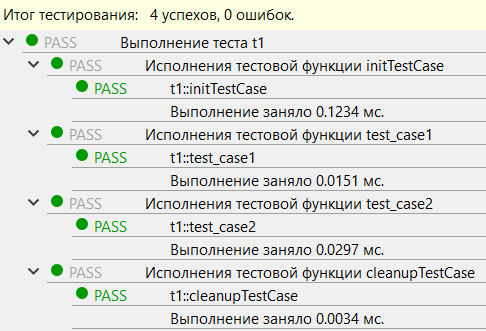 Итог тестирования: 4 успехов, 0 ошибок.
PASS Выполнение теста t1
PASS Исполнения тестовой функции initTestCase
PASS t1::initTestCase
Выполнение заняло 0.1234 мс.
PASS Исполнения тестовой функции test_case1
PASS t1::test_case1
Выполнение заняло 0.0151 мс.
PASS Исполнения тестовой функции test_case2
PASS t1::test_case2
Выполнение заняло 0.0297 мс.
PASS Исполнения тестовой функции cleanupTestCase
PASS t1::cleanupTestCase
Выполнение заняло 0.0034 мс.